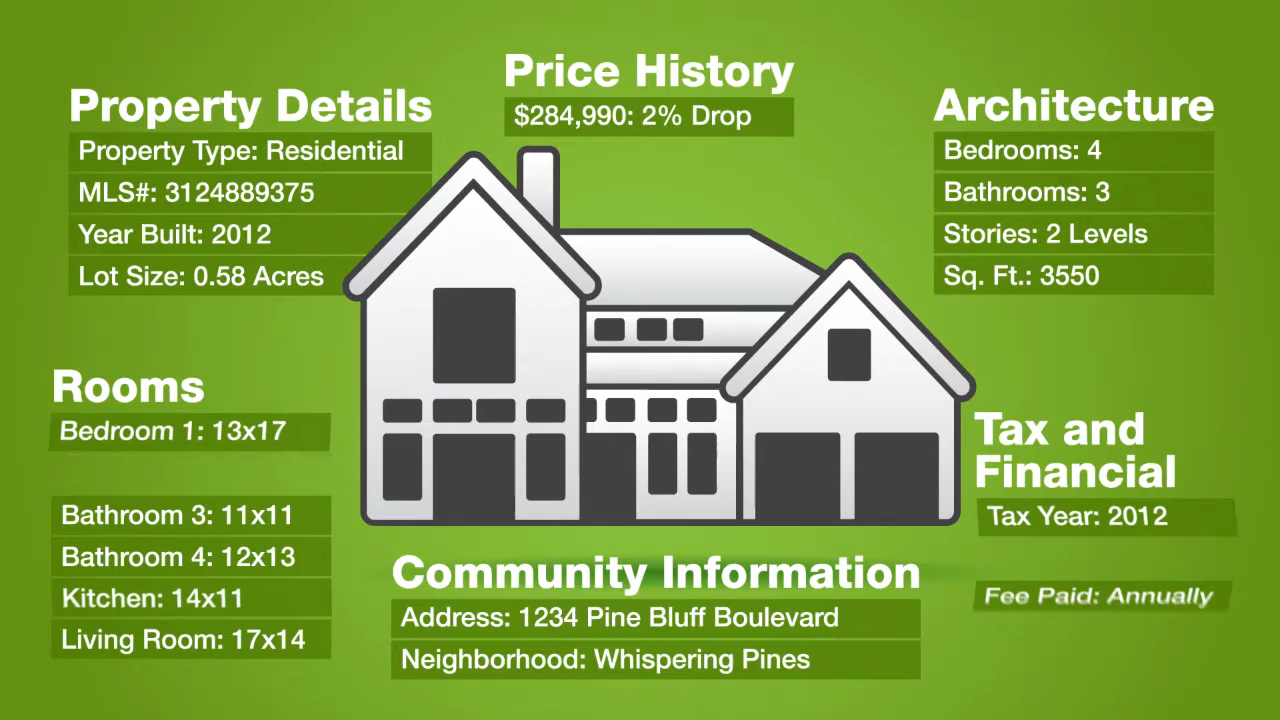 Price History
$284,990: 2% Drop
Property Details
Property Type: Residential
MLS#: 3124889375
Year Built: 2012
Lot Size: 0.58 Acres
Architecture
Bedrooms: 4
Bathrooms: 3
Stories: 2 Levels
Sq. Ft.: 3550
Rooms
Bedroom 1: 13x17
Bathroom 3: 11x11
Bathroom 4: 12x13
Kitchen: 14x11
Living Room: 17x14
Tax and
Financial
Tax Year: 2012
Fee Paid: Annually
Community Information
Address: 1234 Pine Bluff Boulevard
Neighborhood: Whispering Pines